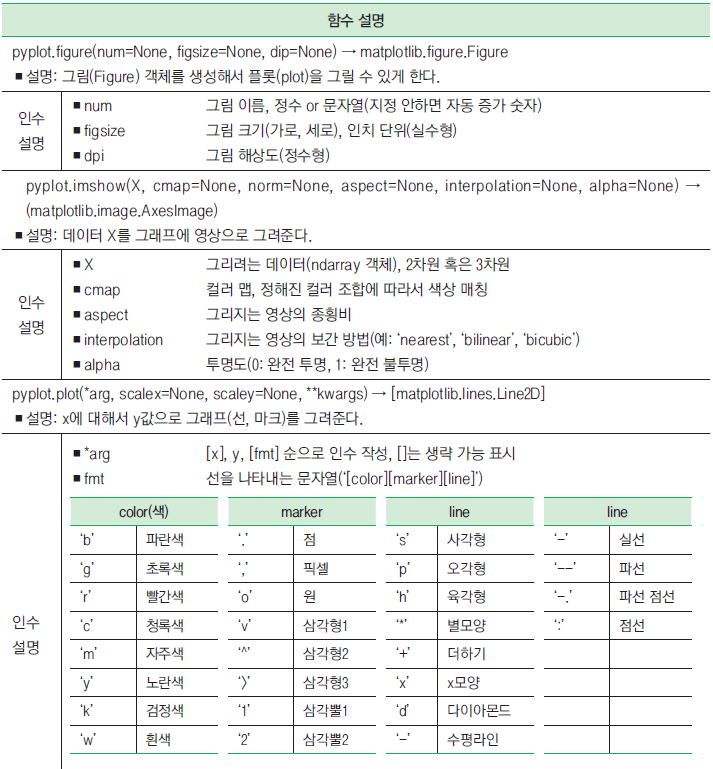 함수 설명
pyplot.figure(num=None, figsize=None, dip=None) → matplotlib.figure.Figure
■ 설명: 그림(Figure) 객체를 생성해서 플롯(plot)을 그릴 수 있게 한다.
인수 설명
■ num 그림 이름, 정수 or 문자열(지정 안하면 자동 증가 숫자)
■ figsize 그림 크기(가로, 세로), 인치 단위(실수형)
■ dpi 그림 해상도(정수형)
pyplot.imshow(X, cmap=None, norm=None, aspect=None, interpolation=None, alpha=None) →
(matplotlib.image.AxesImage)
■ 설명: 데이터 X를 그래프에 영상으로 그려준다.
인수 설명
■ X 그리려는 데이터(ndarray 객체), 2차원 혹은 3차원
■ cmap 컬러 맵, 정해진 컬러 조합에 따라서 색상 매칭
■ aspect 그리지는 영상의 종횡비
■ interpolation 그리지는 영상의 보간 방법(예: ‘nearest’, ‘bilinear’, ‘bicubic’)
■ alpha 투명도(0: 완전 투명, 1: 완전 불투명)
pyplot.plot(*arg, scalex=None, scaley=None, **kwargs) → [matplotlib.lines.Line2D]
■ 설명: x에 대해서 y값으로 그래프(선, 마크)를 그려준다.
인수 설명
■ *arg [x], y, [fmt] 순으로 인수 작성, []는 생략 가능 표시
■ fmt 선을 나타내는 문자열(‘[color][marker][line]’)
color(색) marker line line
‘b’ 파란색 ‘.’ 점 ‘s’ 사각형 ‘-’ 실선
‘g’ 초록색 ‘,’ 픽셀 ‘p’ 오각형 ‘--’ 파선
‘r’ 빨간색 ‘o’ 원 ‘h’ 육각형 ‘-.’ 파선 점선
‘c’ 청록색 ‘v’ 삼각형1 ‘*’ 별모양 ‘:’ 점선
‘m’ 자주색 ‘^’ 삼각형2 ‘+’ 더하기
‘y’ 노란색 ‘〉’ 삼각형3 ‘x’ x모양
‘k’ 검정색 ‘1’ 삼각뿔1 ‘d’ 다이아몬드
‘w’ 흰색 ‘2’ 삼각뿔2 ‘-’ 수평라인